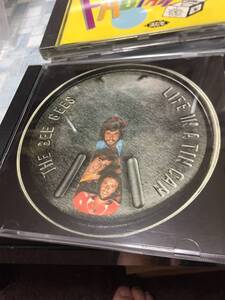 THE BEE GEES
LIFE IN A TIN CAN